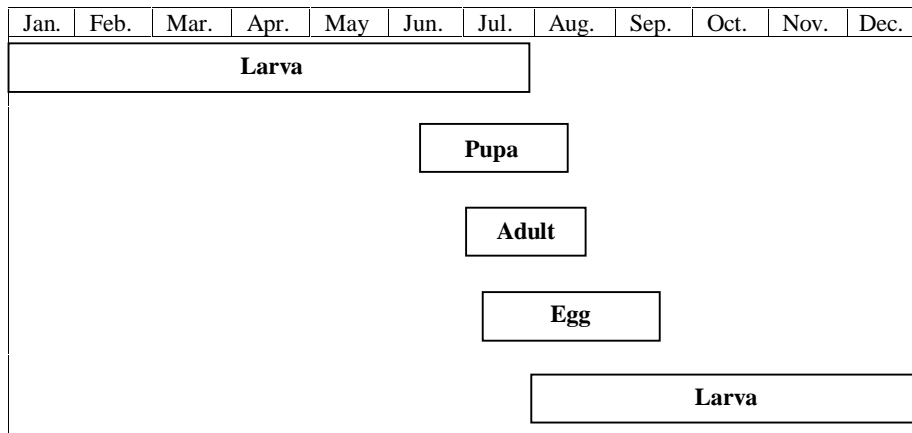 Jan. Feb. Mar. Apr. May Jun. Jul. Aug. Sep. Oct. Nov. Dec.
Larva
Pupa
Adult
Egg
Larva